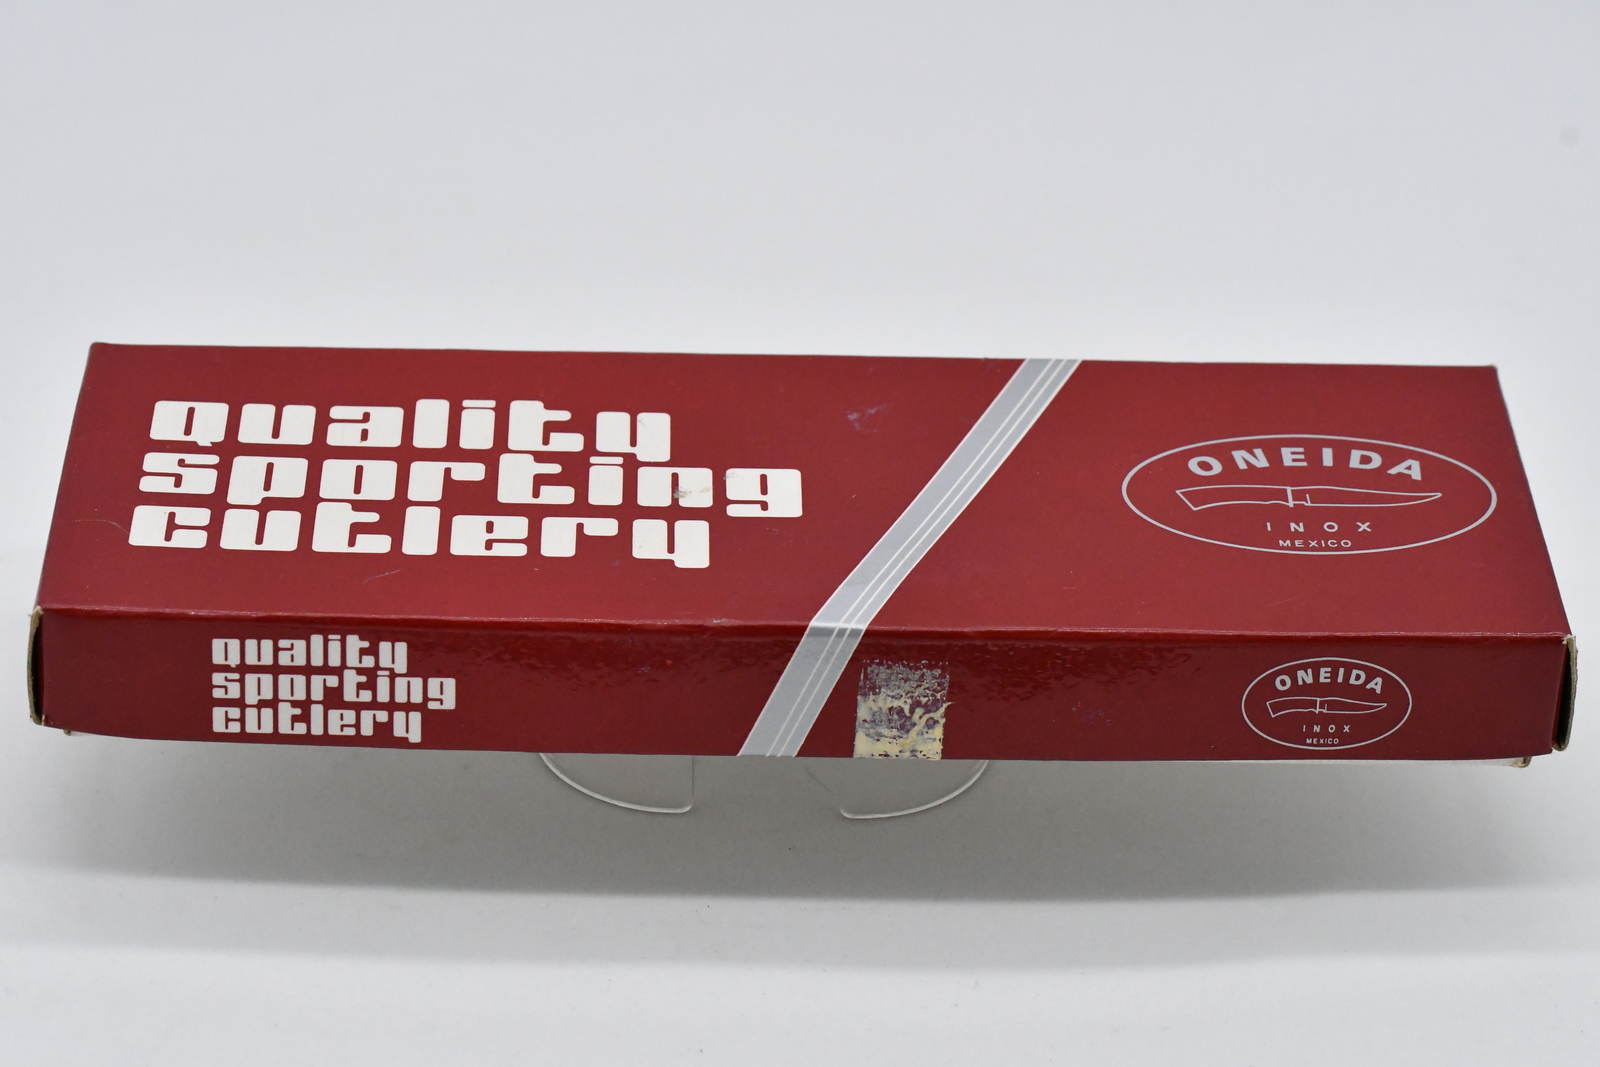 quality
sporting
cutlery
ONEIDA
INOX
MEXICO
quality
sporting
cutlery
ONEIDA
INOX
MEXICO